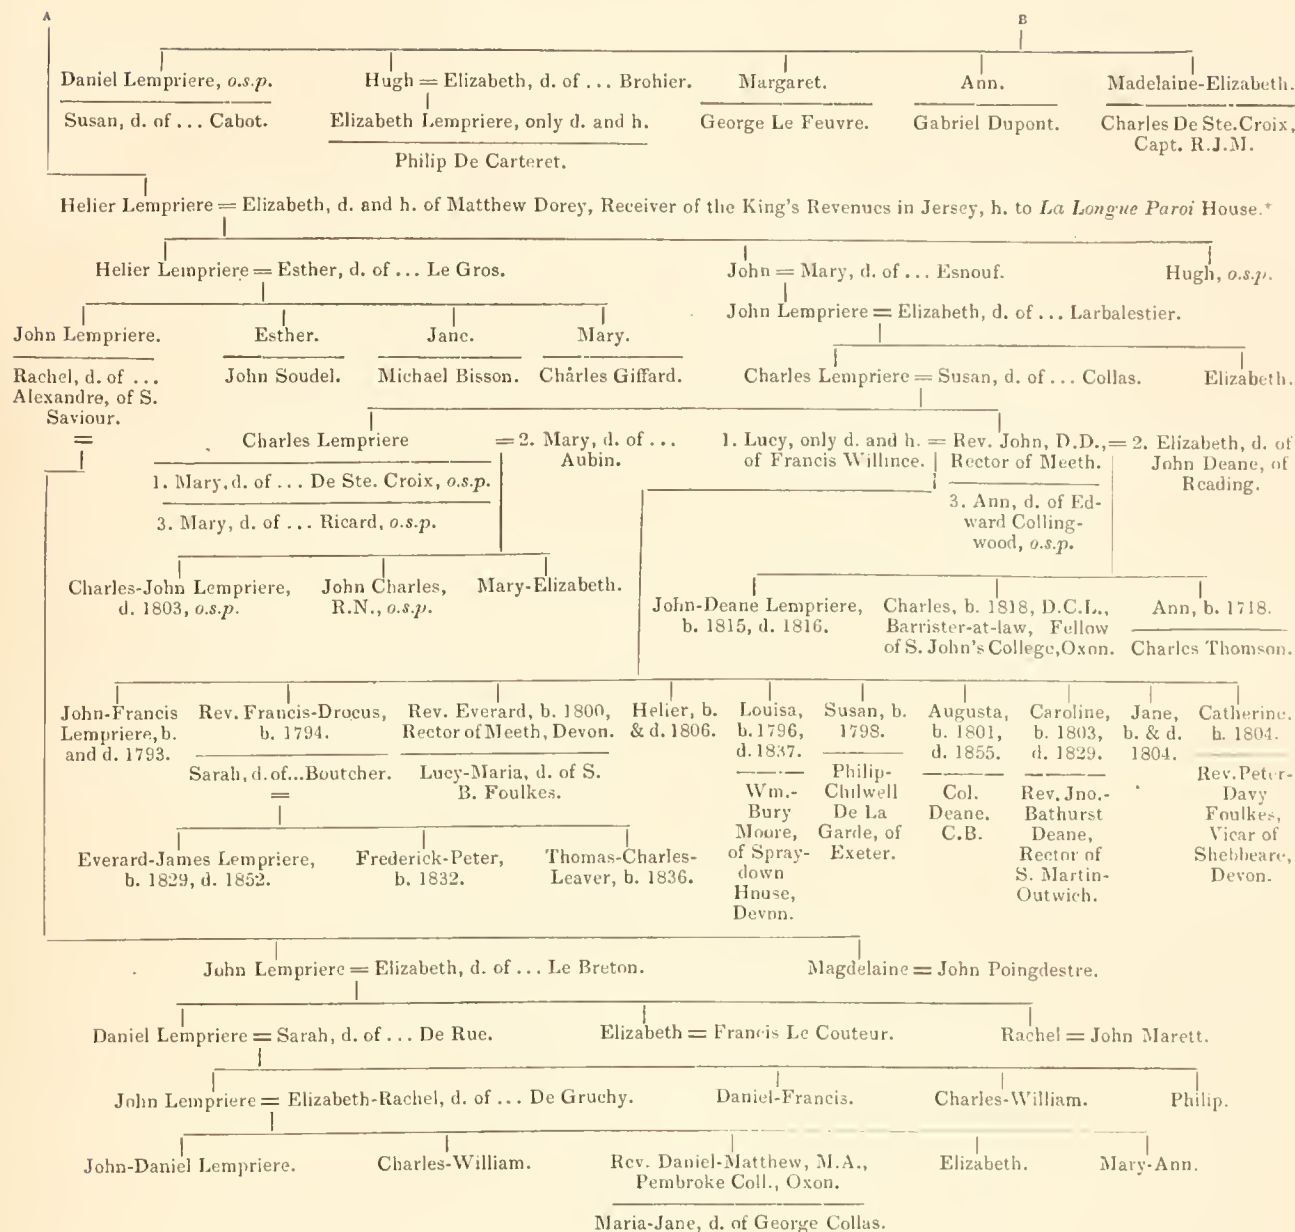 A
B
Daniel Lempriere, o.s.p.
Susan, d. of ... Cabot.
Hugh = Elizabeth, d. of ... Brohier.
Elizabeth Lempriere, only d. and h.
Philip De Carteret.
Margaret.
George Le Feuvre.
Ann.
Gabriel Dupont.
Madelaine-Elizabeth.
Charles De Ste. Croix,
Capt. R.J.M.
Helier Lempriere = Elizabeth, d. and h. of Matthew Dorey, Receiver of the King's Revenues in Jersey, h. to La Longue Paroi House.*
Helier Lempriere = Esther, d. of ... Le Gros.
John = Mary, d. of ... Esnouf.
Hugh, o.s.p.
John Lempriere = Elizabeth, d. of ... Larbalestier.
John Lempriere.
Rachel, d. of ...
Alexandre, of S.
Saviour.
=
Esther.
John Soudel.
Jane.
Michael Bisson.
Mary.
Charles Giffard.
Charles Lempriere = Susan, d. of ... Collas.
Elizabeth.
Charles Lempriere
= 2. Mary, d. of ...
Aubin.
1. Mary, d. of ... De Ste. Croix, o.s.p.
3. Mary, d. of ... Ricard, o.s.p.
1. Lucy, only d. and h.
of Francis Willince.
= Rev. John, D.D., =
Rector of Meeth.
3. Ann, d. of Ed-
ward Colling-
wood, o.s.p.
2. Elizabeth, d. of
John Deane, of
Reading.
Charles-John Lempriere,
d. 1803, o.s.p.
John Charles,
R.N., o.s.p.
Mary-Elizabeth.
John-Deane Lempriere,
b. 1815, d. 1816.
Charles, b. 1818, D.C.L.,
Barrister-at-law, Fellow
of S. John's College, Oxon.
Ann, b. 1718.
Charles Thomson.
John-Francis
Lempriere, b.
and d. 1793.
Rev. Francis-Drocus,
b. 1794.
Sarah, d. of ... Boutcher.
=
Rev. Everard, b. 1800,
Rector of Meeth, Devon.
Lucy-Maria, d. of S.
B. Foulkes.
Helier, b.
& d. 1806.
Louisa,
b. 1796,
d. 1837.
Wm.-
Bury
Moore,
of Spray-
down
House,
Devon.
Susan, b.
1798.
Philip-
Chilwell
De La
Garde, of
Exeter.
Augusta,
b. 1801,
d. 1855.
Col.
Deane.
C.B.
Caroline,
b. 1803,
d. 1829.
Rev. Jno.-
Bathurst
Deane,
Rector of
S. Martin-
Outwich.
Jane,
b. & d.
1804.
Catherine.
b. 1804.
Rev. Peter-
Davy
Foulkes,
Vicar of
Shebbeare,
Devon.
Everard-James Lempriere,
b. 1829, d. 1852.
Frederick-Peter,
b. 1832.
Thomas-Charles-
Leaver, b. 1836.
John Lempriere = Elizabeth, d. of ... Le Breton.
Magdelaine = John Poingdestre.
Daniel Lempriere = Sarah, d. of ... De Rue.
Elizabeth = Francis Le Couteur.
Rachel = John Marett.
John Lempriere = Elizabeth-Rachel, d. of ... De Gruchy.
Daniel-Francis.
Charles-William.
Philip.
John-Daniel Lempriere.
Charles-William.
Rev. Daniel-Matthew, M.A.,
Pembroke Coll., Oxon.
Maria-Jane, d. of George Collas.
Elizabeth.
Mary-Ann.